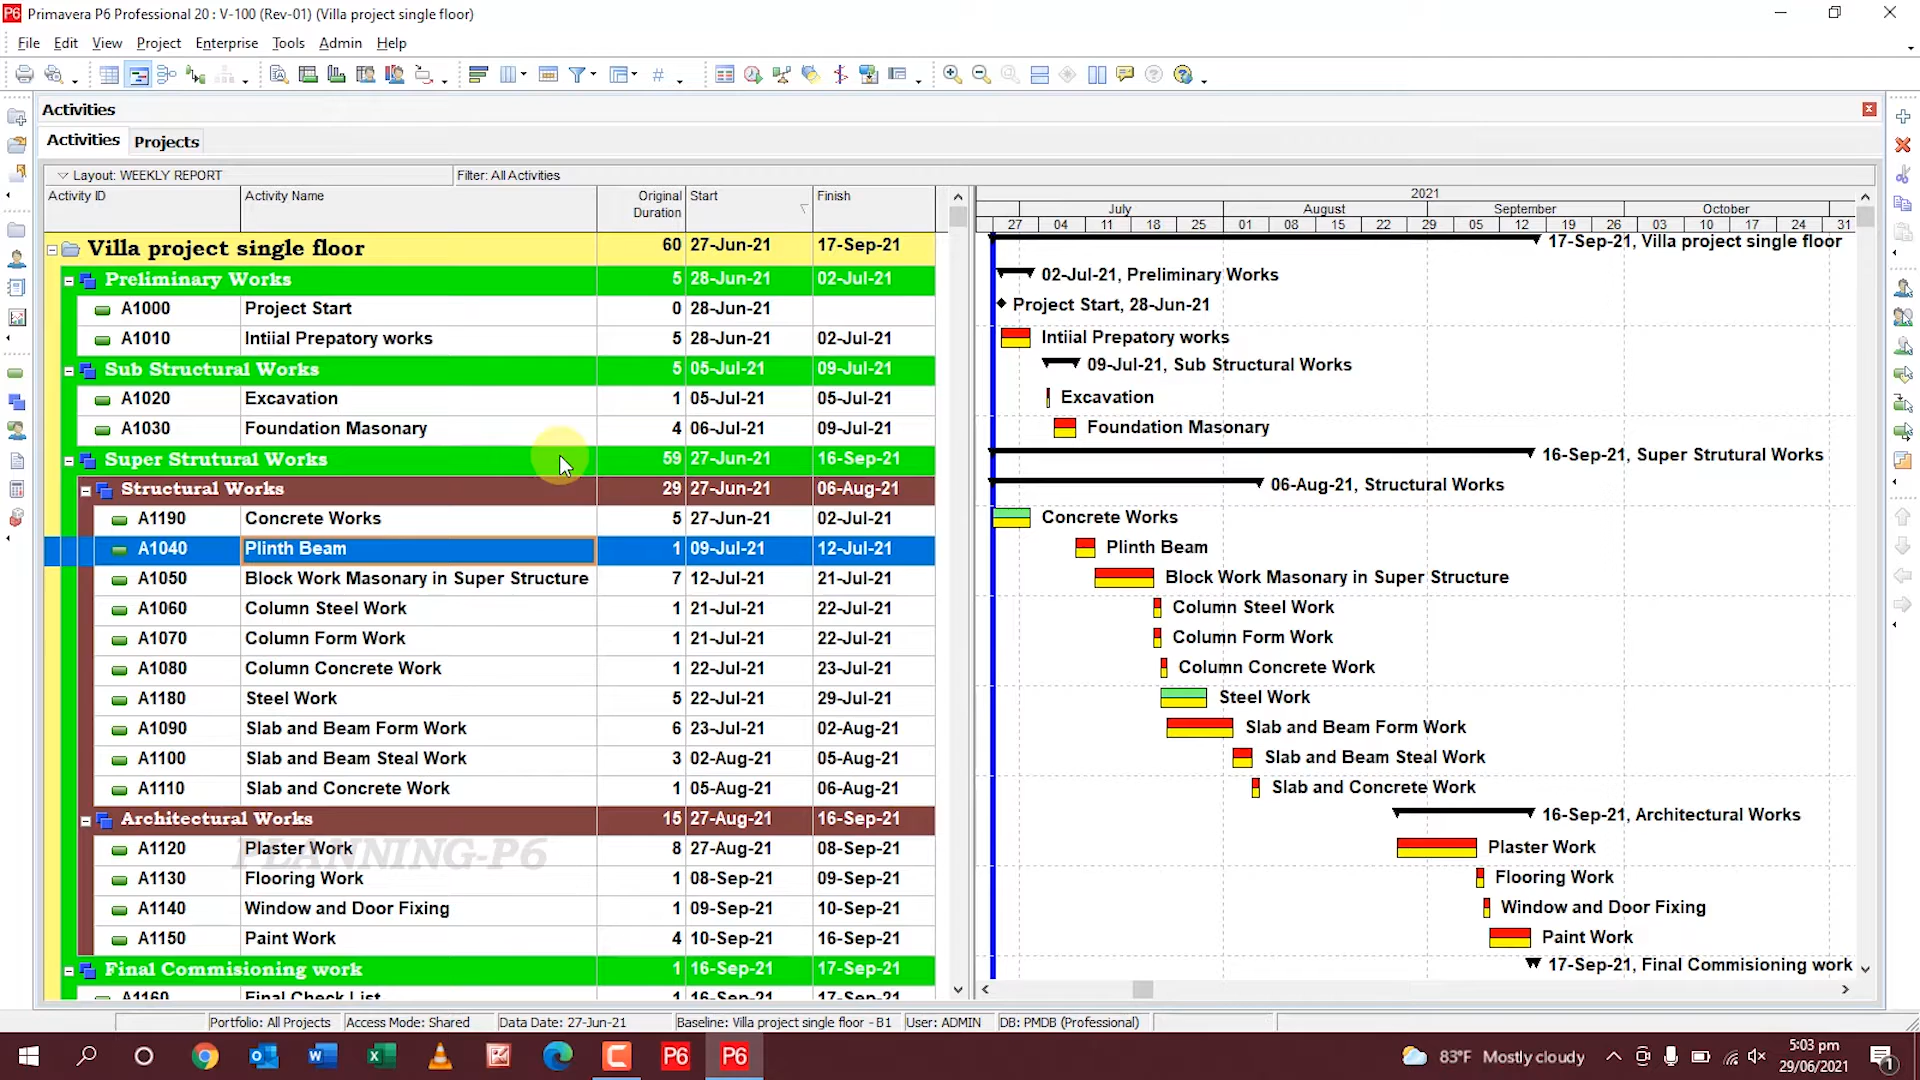 Primavera P6 Professional 20 : V-100 (Rev-01) (Villa project single floor)
File Edit View Project Enterprise Tools Admin Help
Activities
Activities Projects
Layout: WEEKLY REPORT Filter: All Activities
Activity ID Activity Name Original Duration Start Finish
Villa project single floor 60 27-Jun-21 17-Sep-21
Preliminary Works 5 28-Jun-21 02-Jul-21
A1000 Project Start 0 28-Jun-21
A1010 Intiial Prepatory works 5 28-Jun-21 02-Jul-21
Sub Structural Works 5 05-Jul-21 09-Jul-21
A1020 Excavation 1 05-Jul-21 05-Jul-21
A1030 Foundation Masonary 4 06-Jul-21 09-Jul-21
Super Strutural Works 59 27-Jun-21 16-Sep-21
Structural Works 29 27-Jun-21 06-Aug-21
A1190 Concrete Works 5 27-Jun-21 02-Jul-21
A1040 Plinth Beam 1 09-Jul-21 12-Jul-21
A1050 Block Work Masonary in Super Structure 7 12-Jul-21 21-Jul-21
A1060 Column Steel Work 1 21-Jul-21 22-Jul-21
A1070 Column Form Work 1 21-Jul-21 22-Jul-21
A1080 Column Concrete Work 1 22-Jul-21 23-Jul-21
A1180 Steel Work 5 22-Jul-21 29-Jul-21
A1090 Slab and Beam Form Work 6 23-Jul-21 02-Aug-21
A1100 Slab and Beam Steal Work 3 02-Aug-21 05-Aug-21
A1110 Slab and Concrete Work 1 05-Aug-21 06-Aug-21
Architectural Works 15 27-Aug-21 16-Sep-21
A1120 Plaster Work 8 27-Aug-21 08-Sep-21
PLANNING-P6
A1130 Flooring Work 1 08-Sep-21 09-Sep-21
A1140 Window and Door Fixing 1 09-Sep-21 10-Sep-21
A1150 Paint Work 4 10-Sep-21 16-Sep-21
Final Commisioning work 1 16-Sep-21 17-Sep-21
A1160 Final Check List 1 16-Sep-21 17-Sep-21
2021
July August September October
27 04 11 18 25 01 08 15 22 29 05 12 19 26 03 10 17 24 31
17-Sep-21, Villa project single floor
02-Jul-21, Preliminary Works
Project Start, 28-Jun-21
Intiial Prepatory works
09-Jul-21, Sub Structural Works
Excavation
Foundation Masonary
16-Sep-21, Super Strutural Works
06-Aug-21, Structural Works
Concrete Works
Plinth Beam
Block Work Masonary in Super Structure
Column Steel Work
Column Form Work
Column Concrete Work
Steel Work
Slab and Beam Form Work
Slab and Beam Steal Work
Slab and Concrete Work
16-Sep-21, Architectural Works
Plaster Work
Flooring Work
Window and Door Fixing
Paint Work
17-Sep-21, Final Commisioning work
Portfolio: All Projects Access Mode: Shared Data Date: 27-Jun-21 Baseline: Villa project single floor - B1 User: ADMIN DB: PMDB (Professional)
83°F Mostly cloudy
5:03 pm
29/06/2021
1